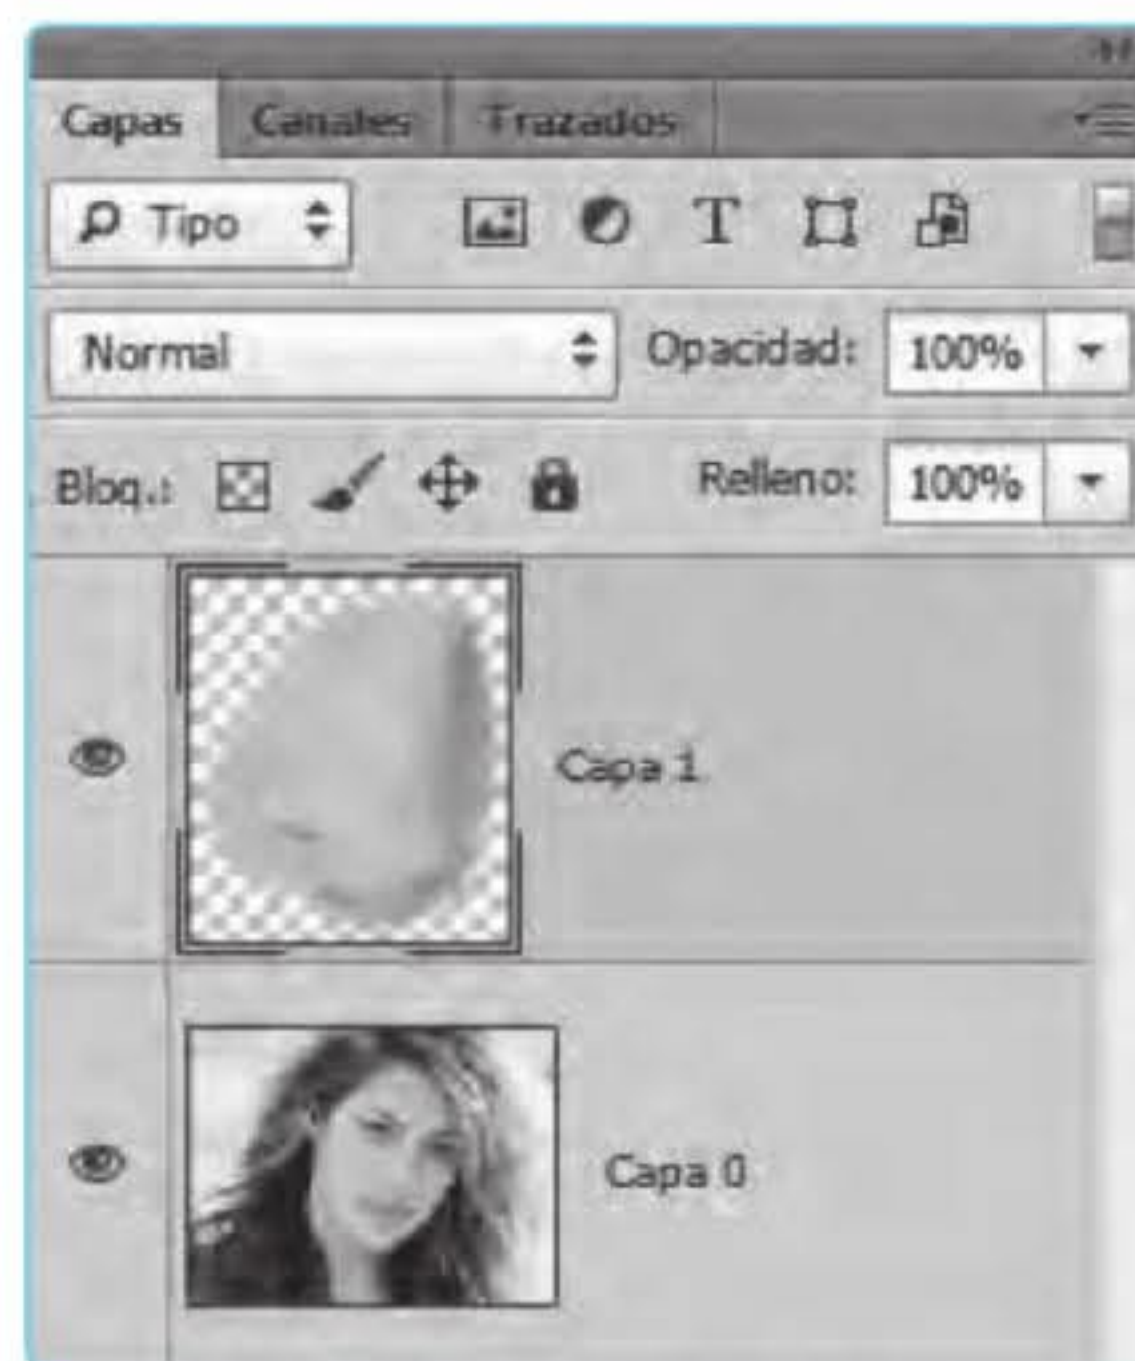 Capas Canales Trazados
Tipo T
Normal Opacidad: 100%
Bloq.: Relleno: 100%
Capa 1
Capa 0